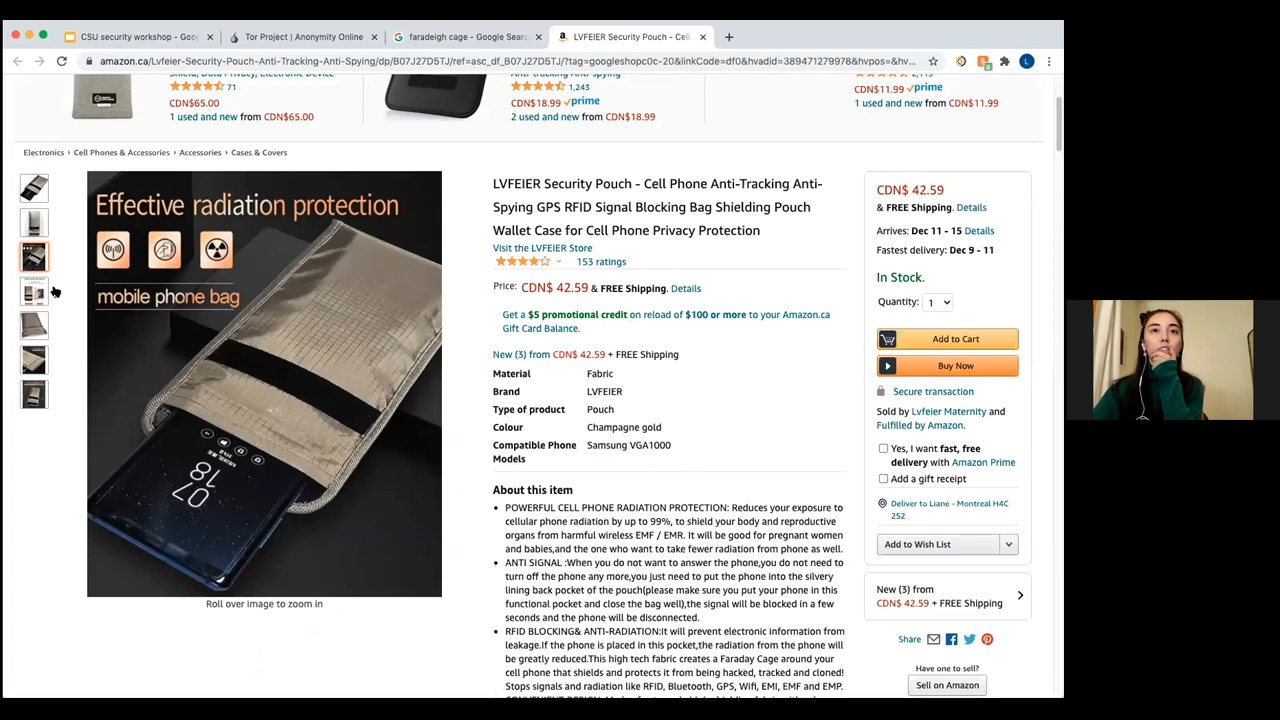 CSU security workshop - Goo
Tor Project | Anonymity Online
faradeigh cage - Google Searc
LVFEIER Security Pouch - Cell
amazon.ca/Lvfeier-Security-Pouch-Anti-Tracking-Anti-Spying/dp/B07J27D5TJ/ref=asc_df_B07J27D5TJ/?tag=googleshopc0c-20&linkCode=df0&hvadid=389471279978&hvpos=&hv...
L
Shield, Data Privacy, Electronic Device
71
CDN$65.00
1 used and new from CDN$65.00
Anti-tracking Anti-spying
1,243
CDN$18.99 prime
2 used and new from CDN$18.99
2,115
CDN$11.99 prime
1 used and new from CDN$11.99
Electronics › Cell Phones & Accessories › Accessories › Cases & Covers
Effective radiation protection
mobile phone bag
07
18
Roll over image to zoom in
LVFEIER Security Pouch - Cell Phone Anti-Tracking Anti-
Spying GPS RFID Signal Blocking Bag Shielding Pouch
Wallet Case for Cell Phone Privacy Protection
Visit the LVFEIER Store
153 ratings
Price: CDN$ 42.59 & FREE Shipping. Details
Get a $5 promotional credit on reload of $100 or more to your Amazon.ca
Gift Card Balance.
New (3) from CDN$ 42.59 + FREE Shipping
Material Fabric
Brand LVFEIER
Type of product Pouch
Colour Champagne gold
Compatible Phone Samsung VGA1000
Models
About this item
• POWERFUL CELL PHONE RADIATION PROTECTION: Reduces your exposure to
cellular phone radiation by up to 99%, to shield your body and reproductive
organs from harmful wireless EMF / EMR. It will be good for pregnant women
and babies,and the one who want to take fewer radiation from phone as well.
• ANTI SIGNAL :When you do not want to answer the phone,you do not need to
turn off the phone any more,you just need to put the phone into the silvery
lining back pocket of the pouch(please make sure you put your phone in this
functional pocket and close the bag well),the signal will be blocked in a few
seconds and the phone will be disconnected.
• RFID BLOCKING& ANTI-RADIATION:It will prevent electronic information from
leakage.If the phone is placed in this pocket,the radiation from the phone will
be greatly reduced.This high tech fabric creates a Faraday Cage around your
cell phone that shields and protects it from being hacked, tracked and cloned!
Stops signals and radiation like RFID, Bluetooth, GPS, Wifi, EMI, EMF and EMP.
CDN$ 42.59
& FREE Shipping. Details
Arrives: Dec 11 - 15 Details
Fastest delivery: Dec 9 - 11
In Stock.
Quantity: 1
Add to Cart
Buy Now
Secure transaction
Sold by Lvfeier Maternity and
Fulfilled by Amazon.
Yes, I want fast, free
delivery with Amazon Prime
Add a gift receipt
Deliver to Liane - Montreal H4C
2S2
Add to Wish List
New (3) from
CDN$ 42.59 + FREE Shipping
Share
Have one to sell?
Sell on Amazon